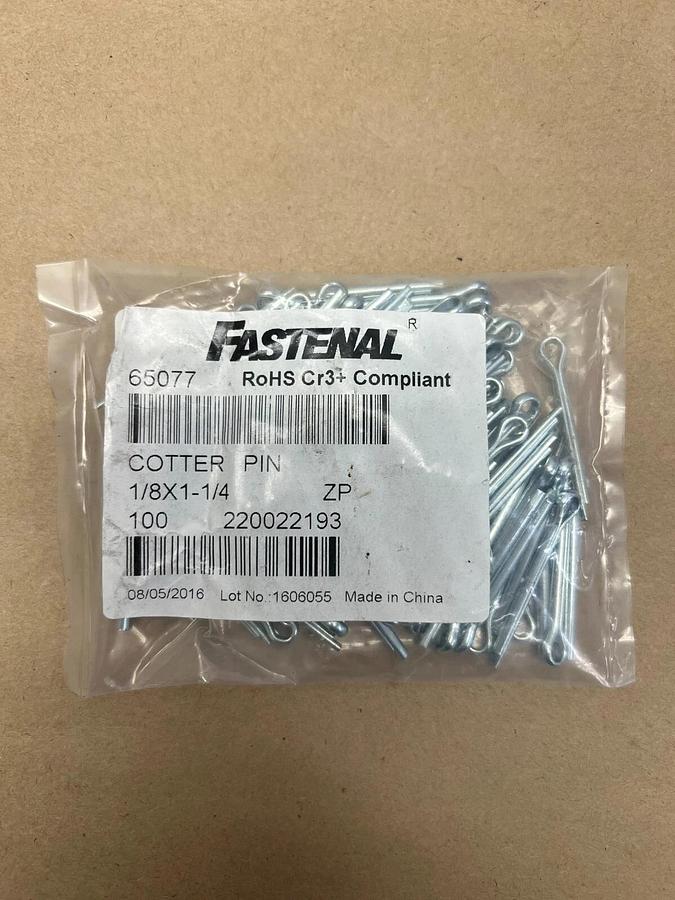 FASTENAL®
65077 RoHS Cr3+ Compliant
COTTER PIN
1/8X1-1/4 ZP
100 220022193
08/05/2016 Lot No.:1606055 Made in China